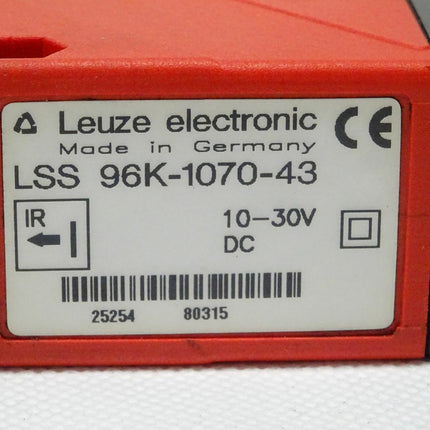 Leuze electronic CE
Made in Germany
LSS 96K-1070-43
IR
10-30V
DC
25254 80315